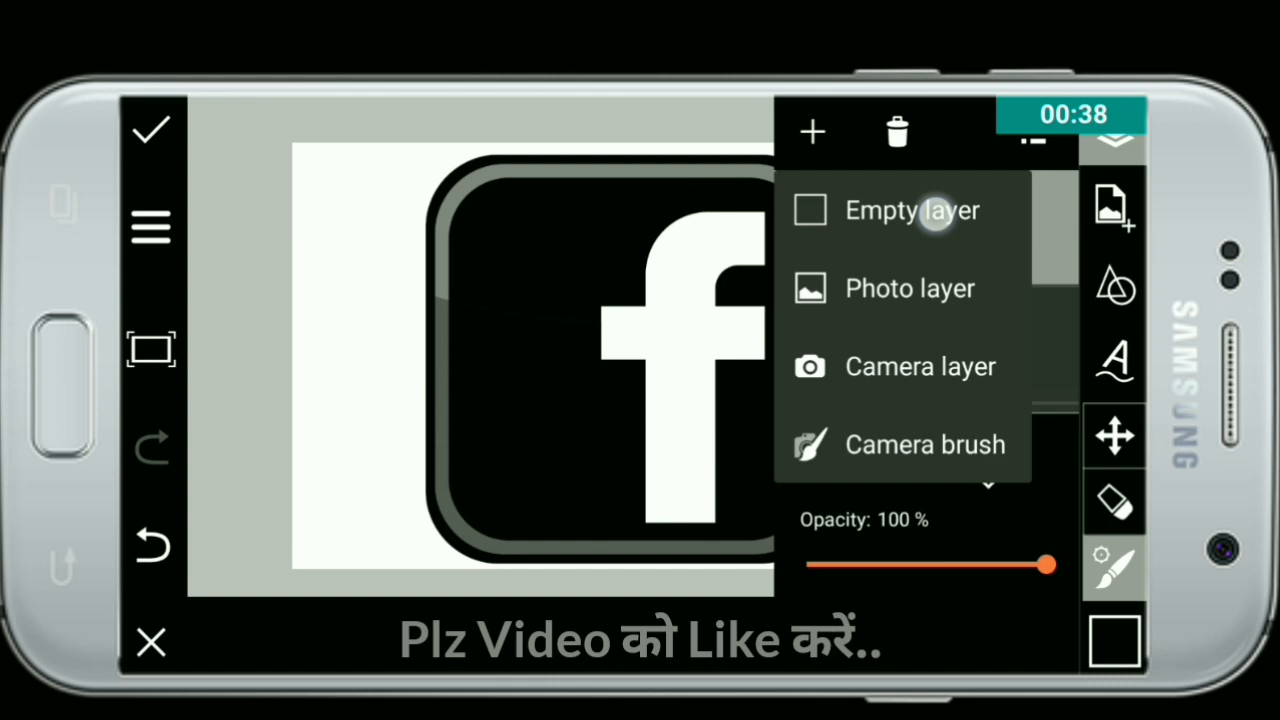 00:38
Empty layer
Photo layer
Camera layer
Camera brush
Opacity: 100 %
Plz Video को Like करें..
SAMSUNG